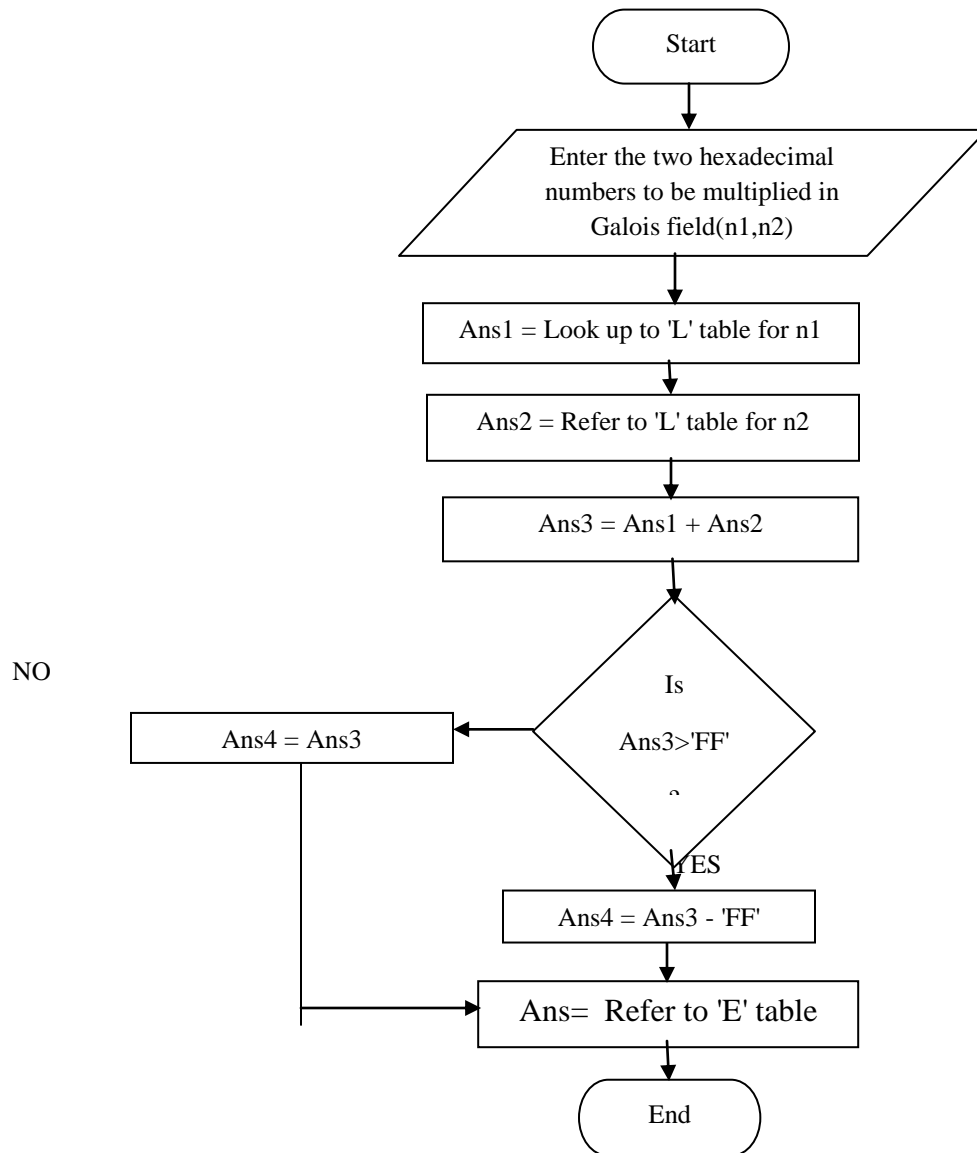 Start
Enter the two hexadecimal
numbers to be multiplied in
Galois field(n1,n2)
Ans1 = Look up to 'L' table for n1
Ans2 = Refer to 'L' table for n2
Ans3 = Ans1 + Ans2
Is
Ans3>'FF'
?
NO
Ans4 = Ans3
YES
Ans4 = Ans3 - 'FF'
Ans= Refer to 'E' table
End